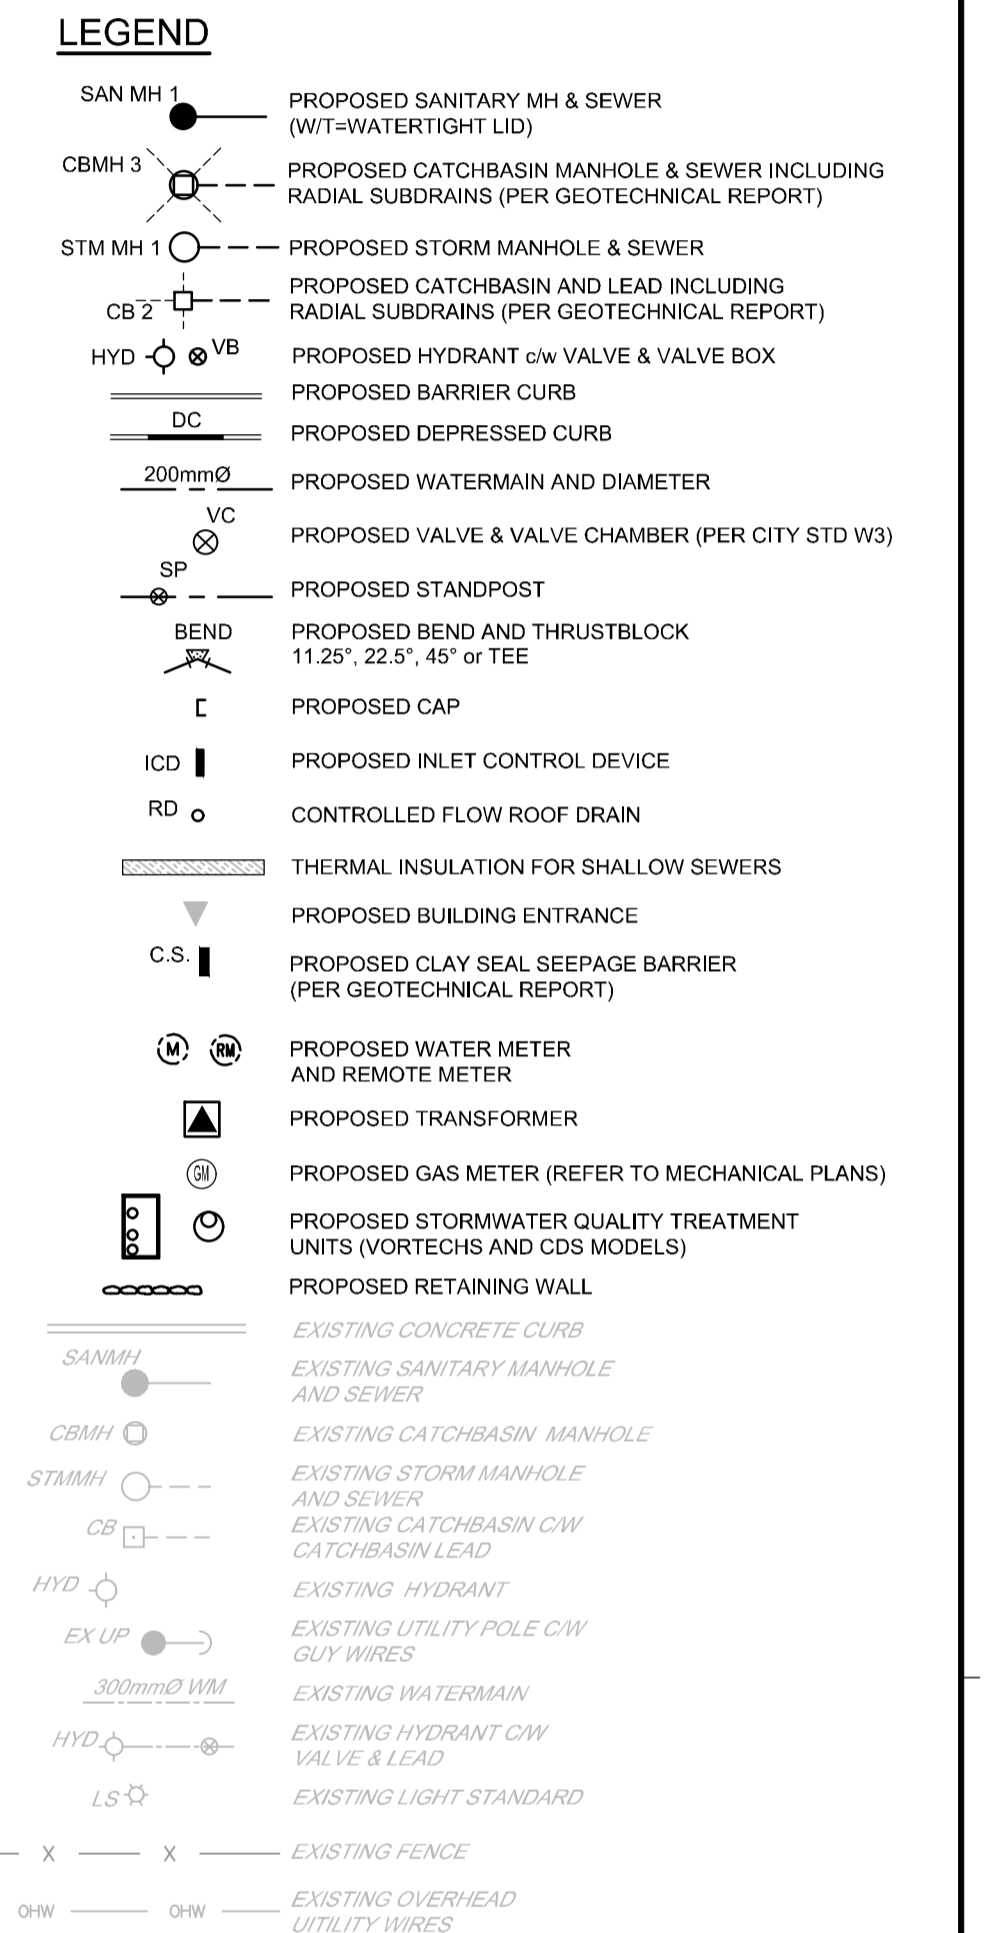 LEGEND
SAN MH 1
PROPOSED SANITARY MH & SEWER
(W/T=WATERTIGHT LID)
CBMH 3
PROPOSED CATCHBASIN MANHOLE & SEWER INCLUDING
RADIAL SUBDRAINS (PER GEOTECHNICAL REPORT)
STM MH 1
PROPOSED STORM MANHOLE & SEWER
CB 2
PROPOSED CATCHBASIN AND LEAD INCLUDING
RADIAL SUBDRAINS (PER GEOTECHNICAL REPORT)
HYD VB
PROPOSED HYDRANT c/w VALVE & VALVE BOX
PROPOSED BARRIER CURB
DC
PROPOSED DEPRESSED CURB
200mmØ
PROPOSED WATERMAIN AND DIAMETER
VC
PROPOSED VALVE & VALVE CHAMBER (PER CITY STD W3)
SP
PROPOSED STANDPOST
BEND
PROPOSED BEND AND THRUSTBLOCK
11.25°, 22.5°, 45° or TEE
PROPOSED CAP
ICD
PROPOSED INLET CONTROL DEVICE
RD
CONTROLLED FLOW ROOF DRAIN
THERMAL INSULATION FOR SHALLOW SEWERS
PROPOSED BUILDING ENTRANCE
C.S.
PROPOSED CLAY SEAL SEEPAGE BARRIER
(PER GEOTECHNICAL REPORT)
M RM
PROPOSED WATER METER
AND REMOTE METER
PROPOSED TRANSFORMER
GM
PROPOSED GAS METER (REFER TO MECHANICAL PLANS)
PROPOSED STORMWATER QUALITY TREATMENT
UNITS (VORTECHS AND CDS MODELS)
PROPOSED RETAINING WALL
EXISTING CONCRETE CURB
SANMH
EXISTING SANITARY MANHOLE
AND SEWER
CBMH
EXISTING CATCHBASIN MANHOLE
STMMH
EXISTING STORM MANHOLE
AND SEWER
CB
EXISTING CATCHBASIN C/W
CATCHBASIN LEAD
HYD
EXISTING HYDRANT
EX UP
EXISTING UTILITY POLE C/W
GUY WIRES
300mmØ WM
EXISTING WATERMAIN
HYD
EXISTING HYDRANT C/W
VALVE & LEAD
LS
EXISTING LIGHT STANDARD
X X
EXISTING FENCE
OHW OHW
EXISTING OVERHEAD
UITILITY WIRES